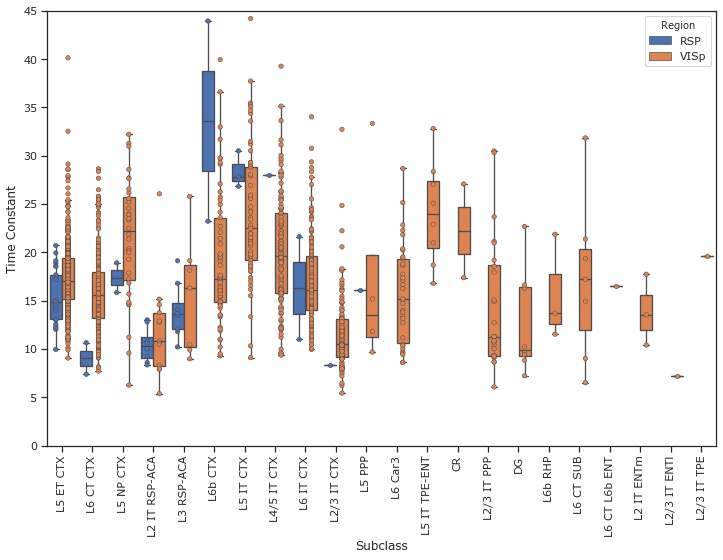 Region
RSP
VISp
45
40
35
30
25
20
15
10
5
0
Time Constant
L5 ET CTX
L6 CT CTX
L5 NP CTX
L2 IT RSP-ACA
L3 RSP-ACA
L6b CTX
L5 IT CTX
L4/5 IT CTX
L6 IT CTX
L2/3 IT CTX
L5 PPP
L6 Car3
L5 IT TPE-ENT
CR
L2/3 IT PPP
DG
L6b RHP
L6 CT SUB
L6 CT L6b ENT
L2 IT ENTm
L2/3 IT ENTl
L2/3 IT TPE
Subclass